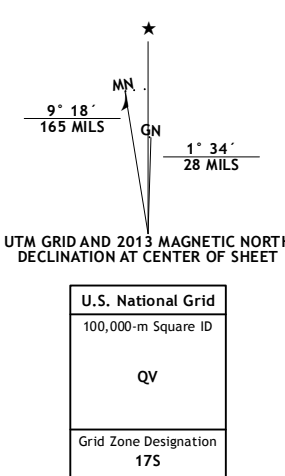 ★
MN
9° 18´
165 MILS
GN
1° 34´
28 MILS
UTM GRID AND 2013 MAGNETIC NORTH
DECLINATION AT CENTER OF SHEET
U.S. National Grid
100,000-m Square ID
QV
Grid Zone Designation
17S